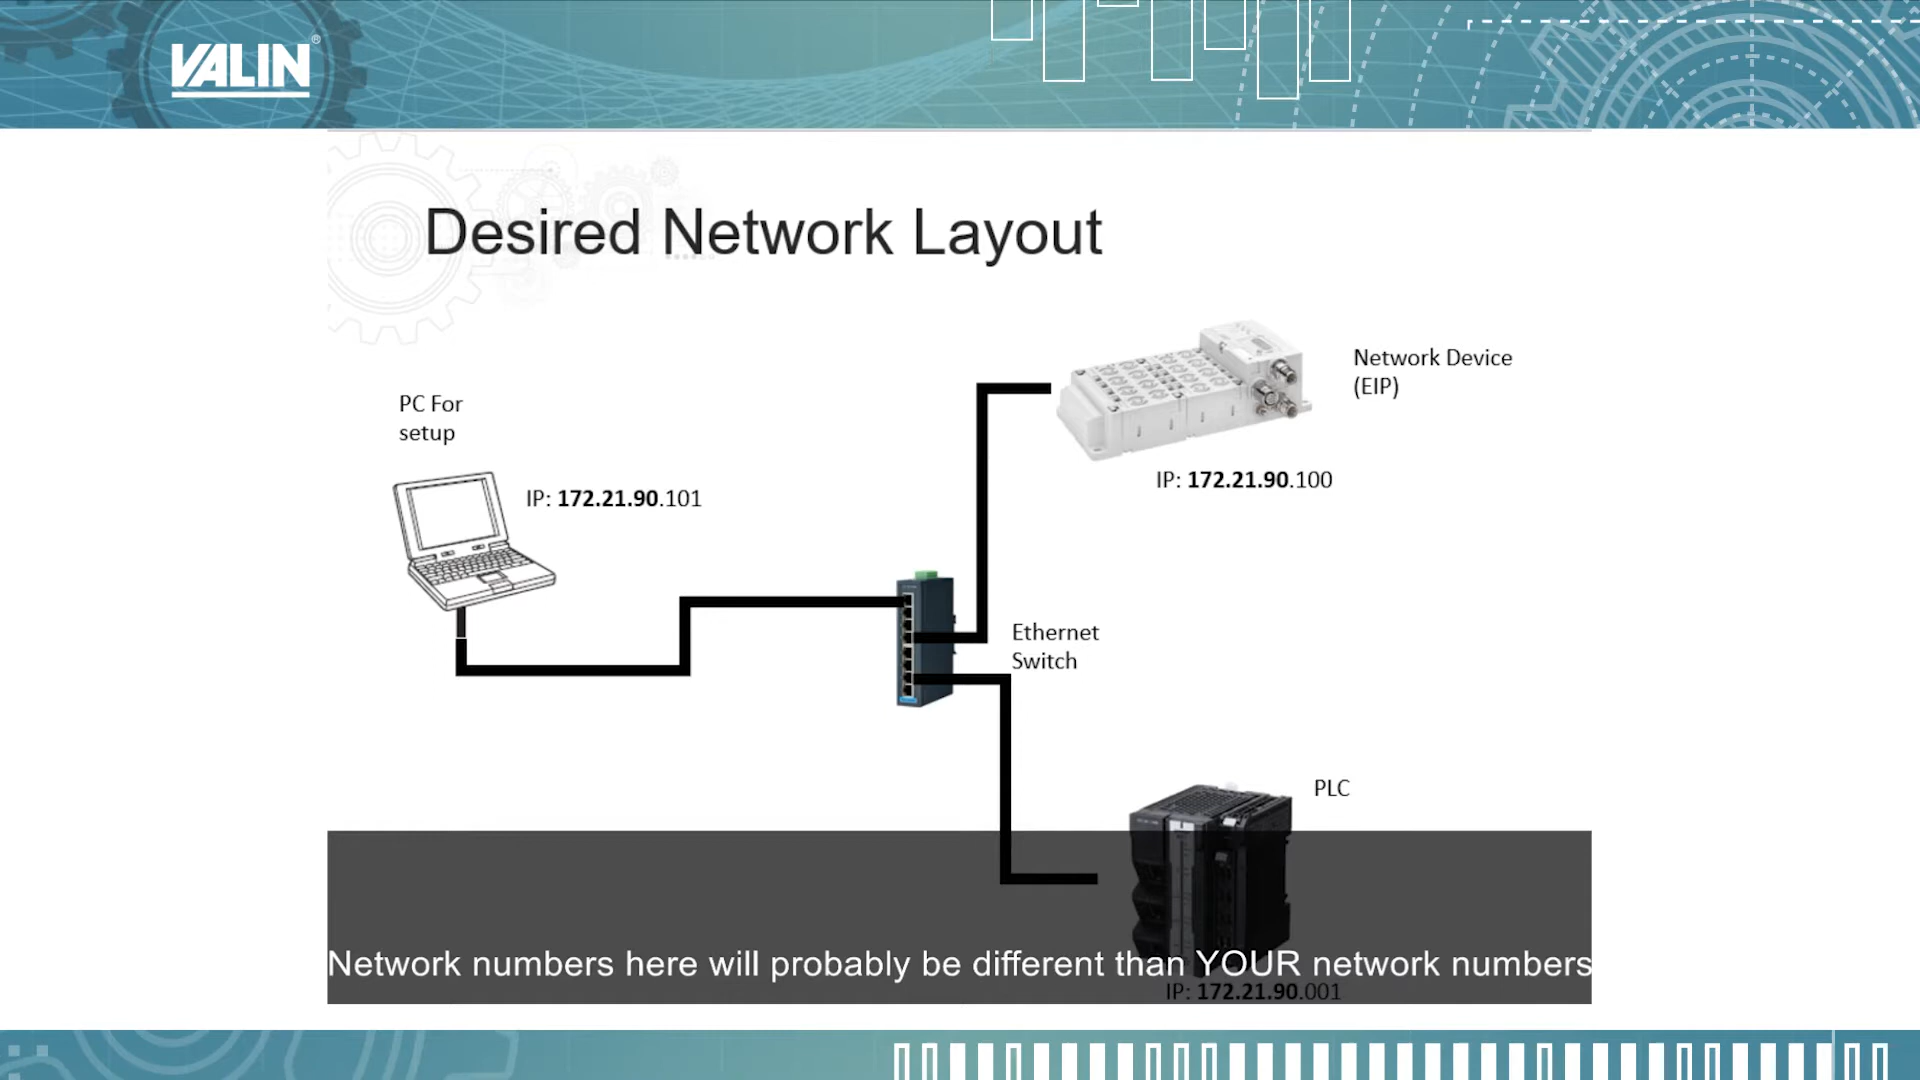 VALIN®
Desired Network Layout
Network Device
(EIP)
PC For
setup
IP: 172.21.90.100
IP: 172.21.90.101
Ethernet
Switch
PLC
Network numbers here will probably be different than YOUR network numbers
IP: 172.21.90.001